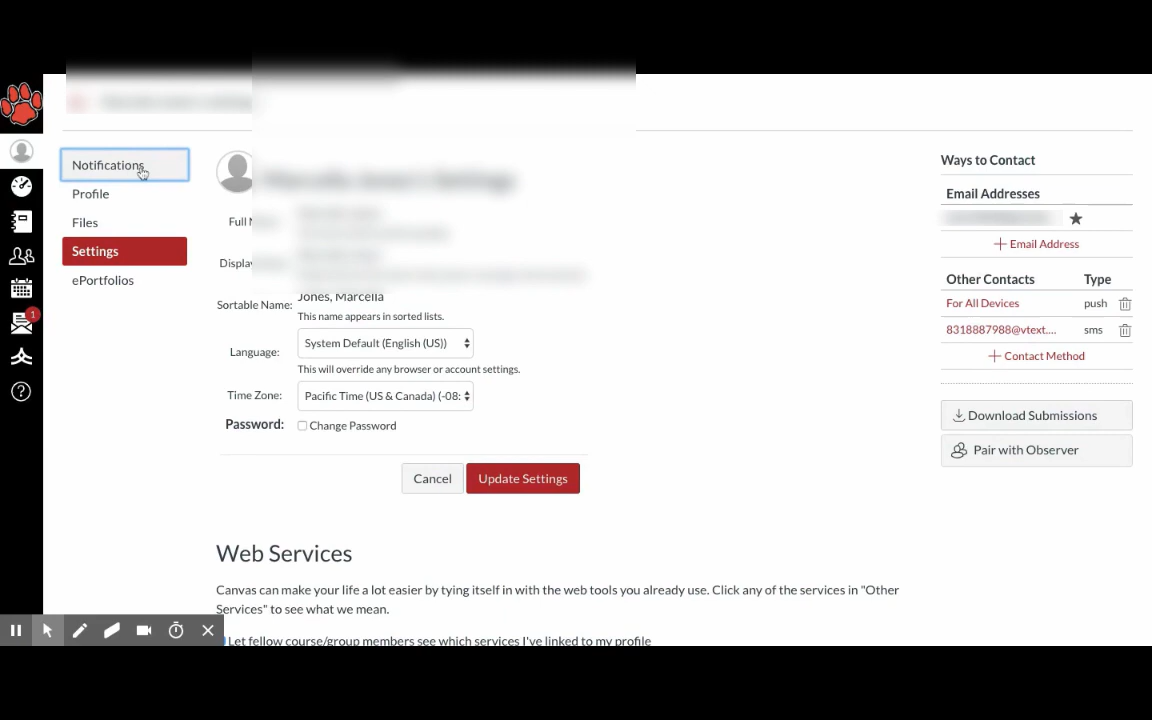 Notifications
Profile
Files
Settings
ePortfolios
Full
Sortable Name:
Jones, Marcella
This name appears in sorted lists.
Language:
System Default (English (US))
This will override any browser or account settings.
Time Zone:
Pacific Time (US & Canada) (-08:
Password:
Change Password
Cancel
Update Settings
Web Services
Canvas can make your life a lot easier by tying itself in with the web tools you already use. Click any of the services in "Other
Services" to see what we mean.
Let fellow course/group members see which services I've linked to my profile
Ways to Contact
Email Addresses
+ Email Address
Other Contacts Type
For All Devices push
8318887988@vtext.... sms
+ Contact Method
Download Submissions
Pair with Observer
1